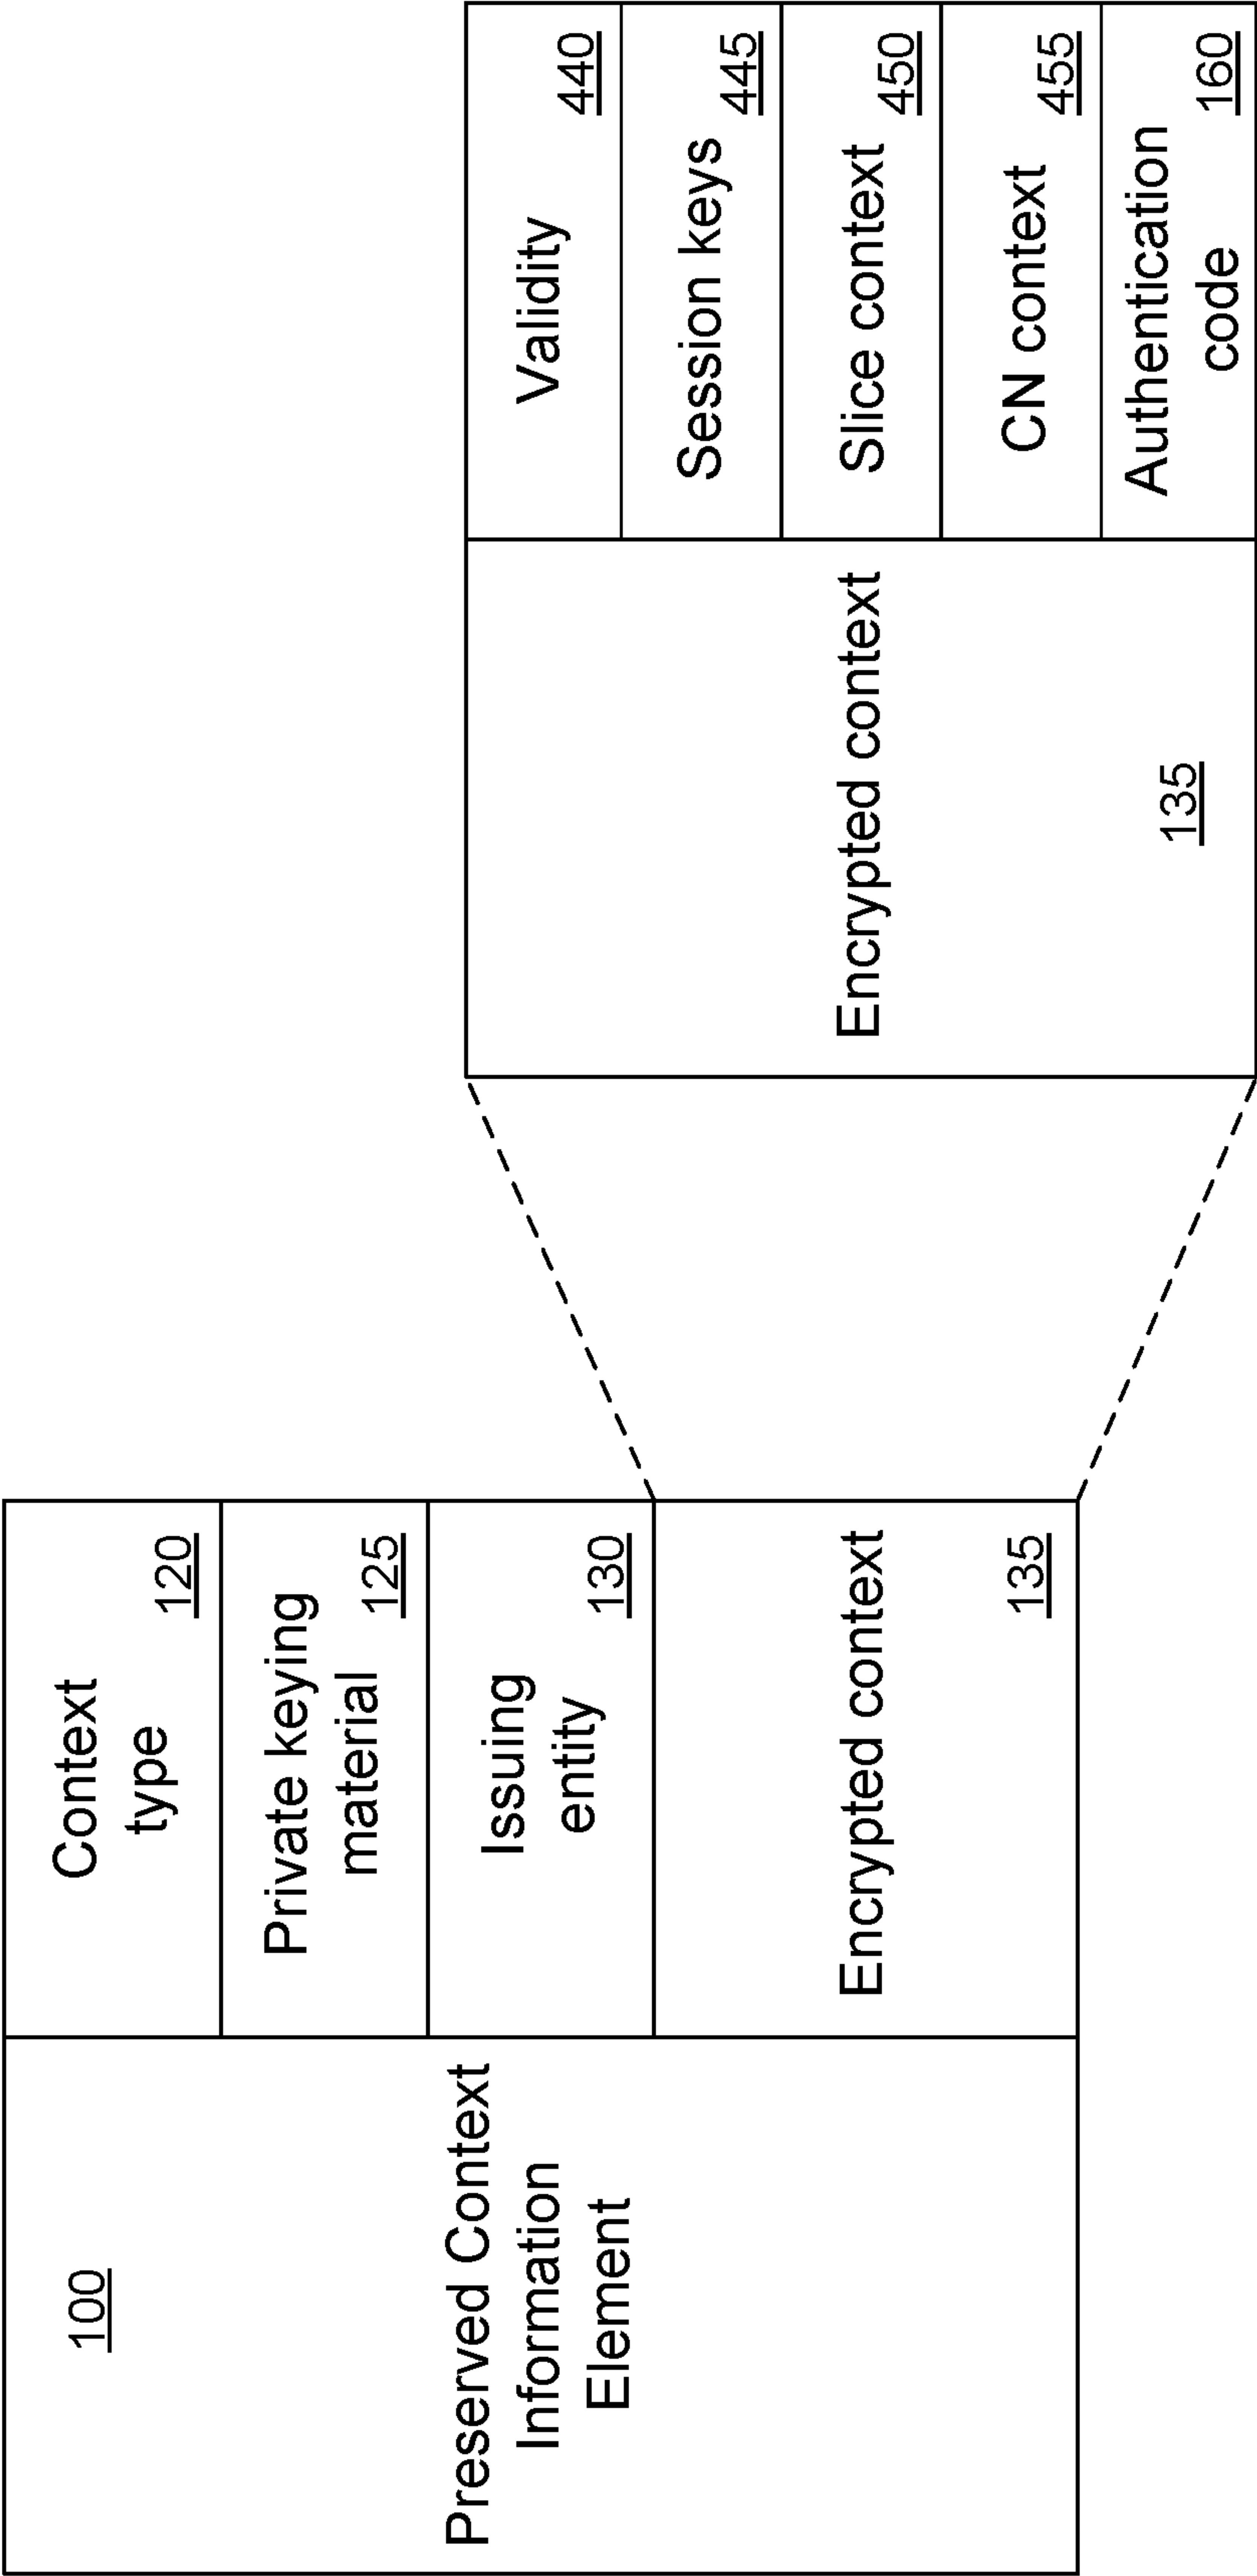 100
Preserved Context
Information
Element
Context
type
120
Private keying
material
125
Issuing
entity
130
Encrypted context
135
Encrypted context
135
Validity
440
Session keys
445
Slice context
450
CN context
455
Authentication
code
160